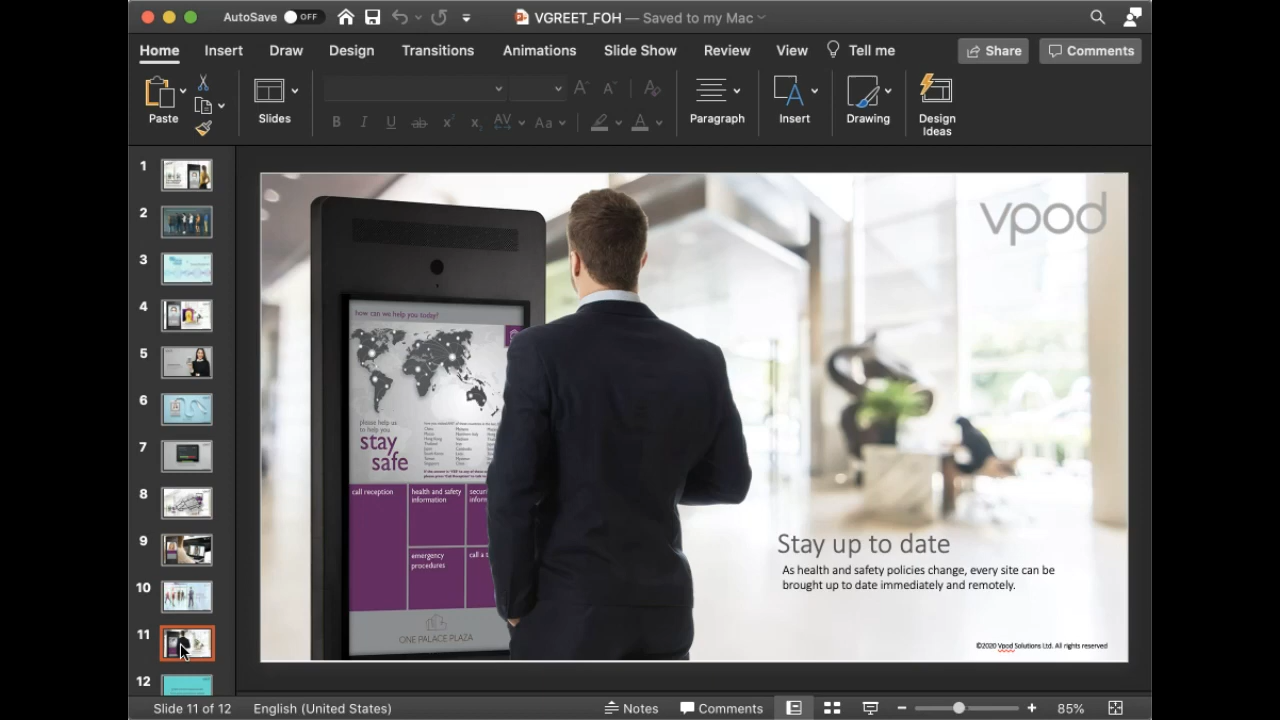 AutoSave OFF VGREET_FOH — Saved to my Mac
Home Insert Draw Design Transitions Animations Slide Show Review View Tell me Share Comments
Paste Slides Paragraph Insert Drawing Design Ideas
B I U ab X² X₂ AV Aa A
1
2
3
4
5
6
7
8
9
10
11
12
vpod
how can we help you today?
please help us
to help you
stay
safe
call reception
health and safety
information
emergency
procedures
ONE PALACE PLAZA
Stay up to date
As health and safety policies change, every site can be
brought up to date immediately and remotely.
©2020 Vpod Solutions Ltd. All rights reserved
Slide 11 of 12 English (United States) Notes Comments 85%